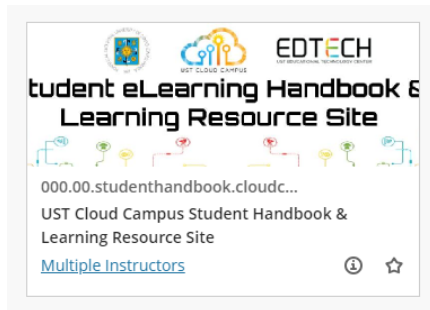 UST CLOUD CAMPUS
EDTECH
UST EDUCATIONAL TECHNOLOGY CENTER
tudent eLearning Handbook &
Learning Resource Site
000.00.studenthandbook.cloudc...
UST Cloud Campus Student Handbook &
Learning Resource Site
Multiple Instructors